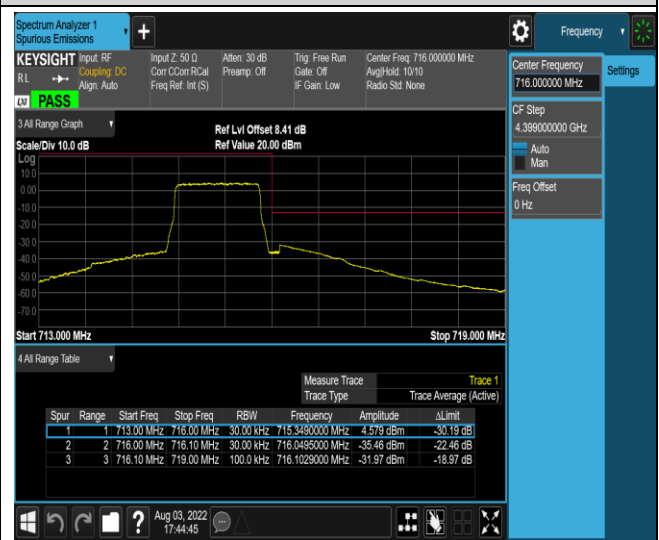 Spectrum Analyzer 1
Spurious Emissions
Frequency
KEYSIGHT Input: RF Input Z: 50 Ω Atten: 30 dB Trig: Free Run Center Freq: 716.000000 MHz
RL Coupling: DC Corr CCorr RCal Preamp: Off Gate: Off Avg|Hold: 10/10
Align: Auto Freq Ref: Int (S) IF Gain: Low Radio Std: None
LXI PASS
Center Frequency
716.000000 MHz
Settings
CF Step
4.399000000 GHz
Auto
Man
Freq Offset
0 Hz
3 All Range Graph
Ref Lvl Offset 8.41 dB
Scale/Div 10.0 dB Ref Value 20.00 dBm
Log
10.0
0.00
-10.0
-20.0
-30.0
-40.0
-50.0
-60.0
-70.0
Start 713.000 MHz Stop 719.000 MHz
4 All Range Table
Measure Trace Trace 1
Trace Type Trace Average (Active)
Spur Range Start Freq Stop Freq RBW Frequency Amplitude ΔLimit
1 1 713.00 MHz 716.00 MHz 30.00 kHz 715.3490000 MHz 4.579 dBm -30.19 dB
2 2 716.00 MHz 716.10 MHz 30.00 kHz 716.0495000 MHz -35.46 dBm -22.46 dB
3 3 716.10 MHz 719.00 MHz 100.0 kHz 716.1029000 MHz -31.97 dBm -18.97 dB
Aug 03, 2022
17:44:45